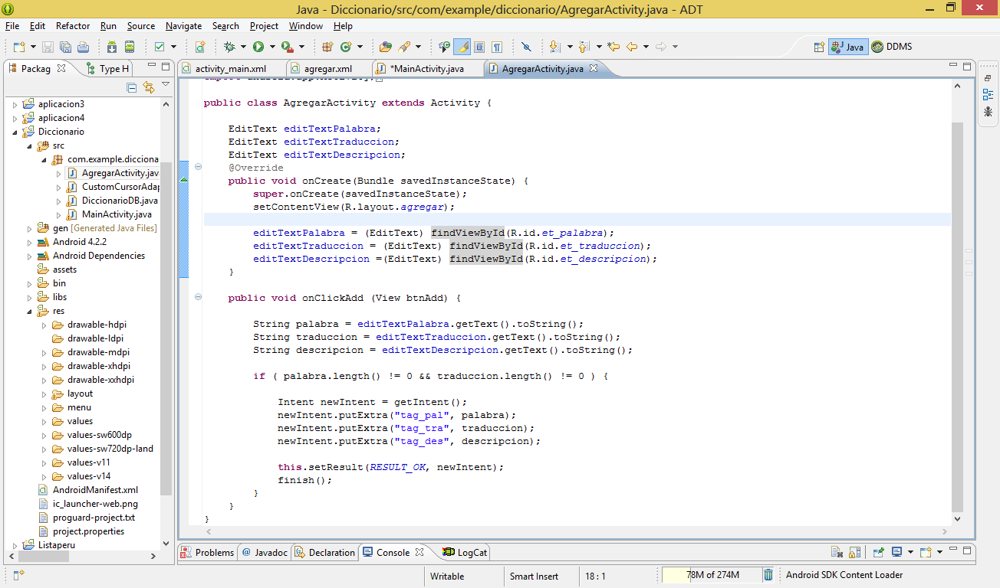 Java - Diccionario/src/com/example/diccionario/AgregarActivity.java - ADT
File Edit Refactor Run Source Navigate Search Project Window Help
Java DDMS
Packag Type H
activity_main.xml agregar.xml *MainActivity.java AgregarActivity.java
aplicacion3
aplicacion4
Diccionario
src
com.example.dicciona
AgregarActivity.jav
CustomCursorAdap
DiccionarioDB.java
MainActivity.java
gen [Generated Java Files]
Android 4.2.2
Android Dependencies
assets
bin
libs
res
drawable-hdpi
drawable-ldpi
drawable-mdpi
drawable-xhdpi
drawable-xxhdpi
layout
menu
values
values-sw600dp
values-sw720dp-land
values-v11
values-v14
AndroidManifest.xml
ic_launcher-web.png
proguard-project.txt
project.properties
Listaperu
public class AgregarActivity extends Activity {
EditText editTextPalabra;
EditText editTextTraduccion;
EditText editTextDescripcion;
@Override
public void onCreate(Bundle savedInstanceState) {
super.onCreate(savedInstanceState);
setContentView(R.layout.agregar);
editTextPalabra = (EditText) findViewById(R.id.et_palabra);
editTextTraduccion = (EditText) findViewById(R.id.et_traduccion);
editTextDescripcion =(EditText) findViewById(R.id.et_descripcion);
}
public void onClickAdd (View btnAdd) {
String palabra = editTextPalabra.getText().toString();
String traduccion = editTextTraduccion.getText().toString();
String descripcion = editTextDescripcion.getText().toString();
if ( palabra.length() != 0 && traduccion.length() != 0 ) {
Intent newIntent = getIntent();
newIntent.putExtra("tag_pal", palabra);
newIntent.putExtra("tag_tra", traduccion);
newIntent.putExtra("tag_des", descripcion);
this.setResult(RESULT_OK, newIntent);
finish();
}
}
}
Problems @ Javadoc Declaration Console LogCat
Writable Smart Insert 18 : 1 78M of 274M Android SDK Content Loader